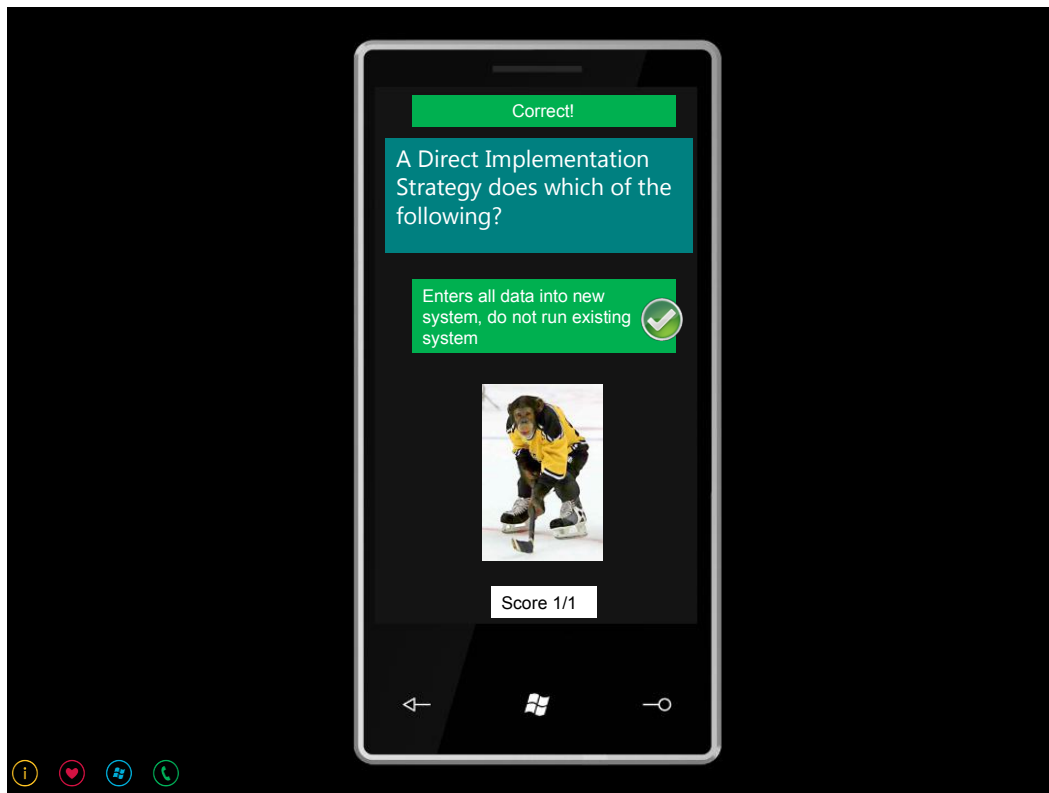 Correct!
A Direct Implementation
Strategy does which of the
following?
Enters all data into new
system, do not run existing
system
Score 1/1